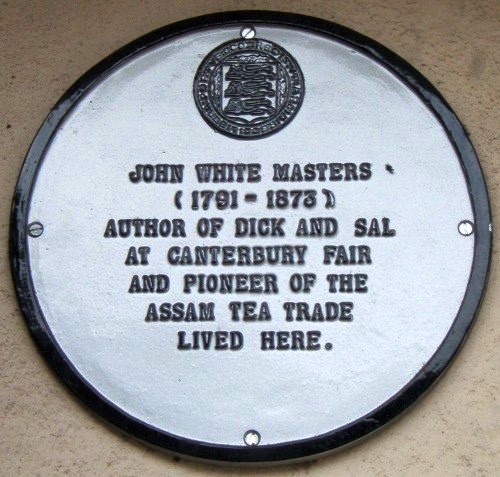 JOHN WHITE MASTERS
(1791 - 1873)
AUTHOR OF DICK AND SAL
AT CANTERBURY FAIR
AND PIONEER OF THE
ASSAM TEA TRADE
LIVED HERE.